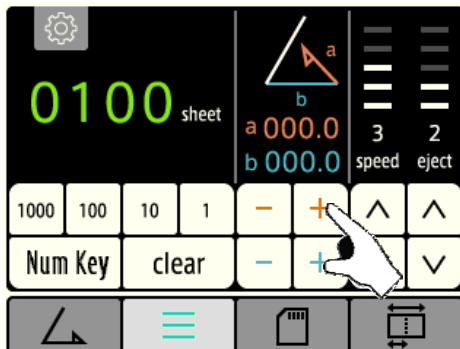 a
b
0100 sheet
a 000.0
b 000.0
3 2
speed eject
1000 100 10 1 − +
Num Key clear − +